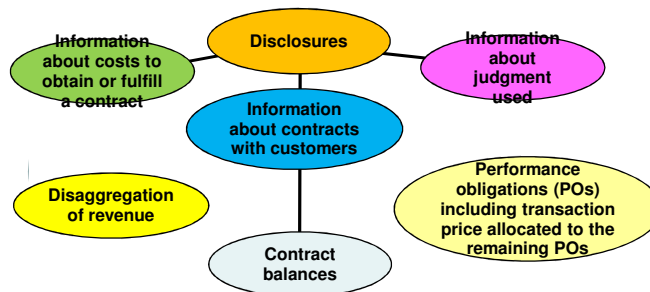 Information
about costs to
obtain or fulfill
a contract
Disclosures
Information
about
judgment
used
Information
about contracts
with customers
Disaggregation
of revenue
Performance
obligations (POs)
including transaction
price allocated to the
remaining POs
Contract
balances